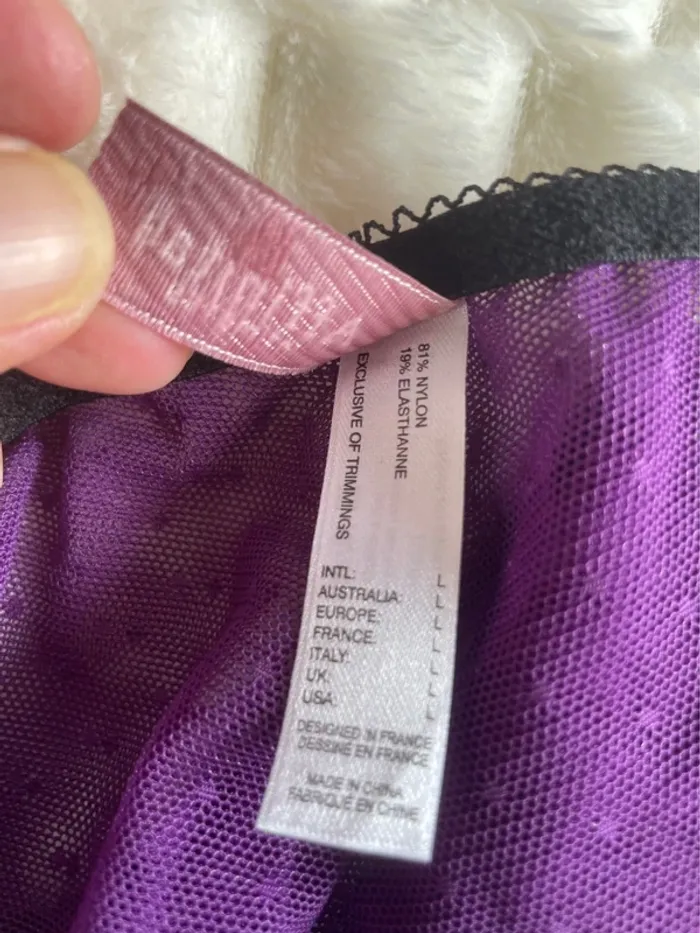 81% NYLON
19% ELASTHANNE
EXCLUSIVE OF TRIMMINGS
INTL: L
AUSTRALIA: L
EUROPE: L
FRANCE: L
ITALY: L
UK: L
USA: L
DESIGNED IN FRANCE
DESSINÉ EN FRANCE
MADE IN CHINA
FABRIQUÉ EN CHINE